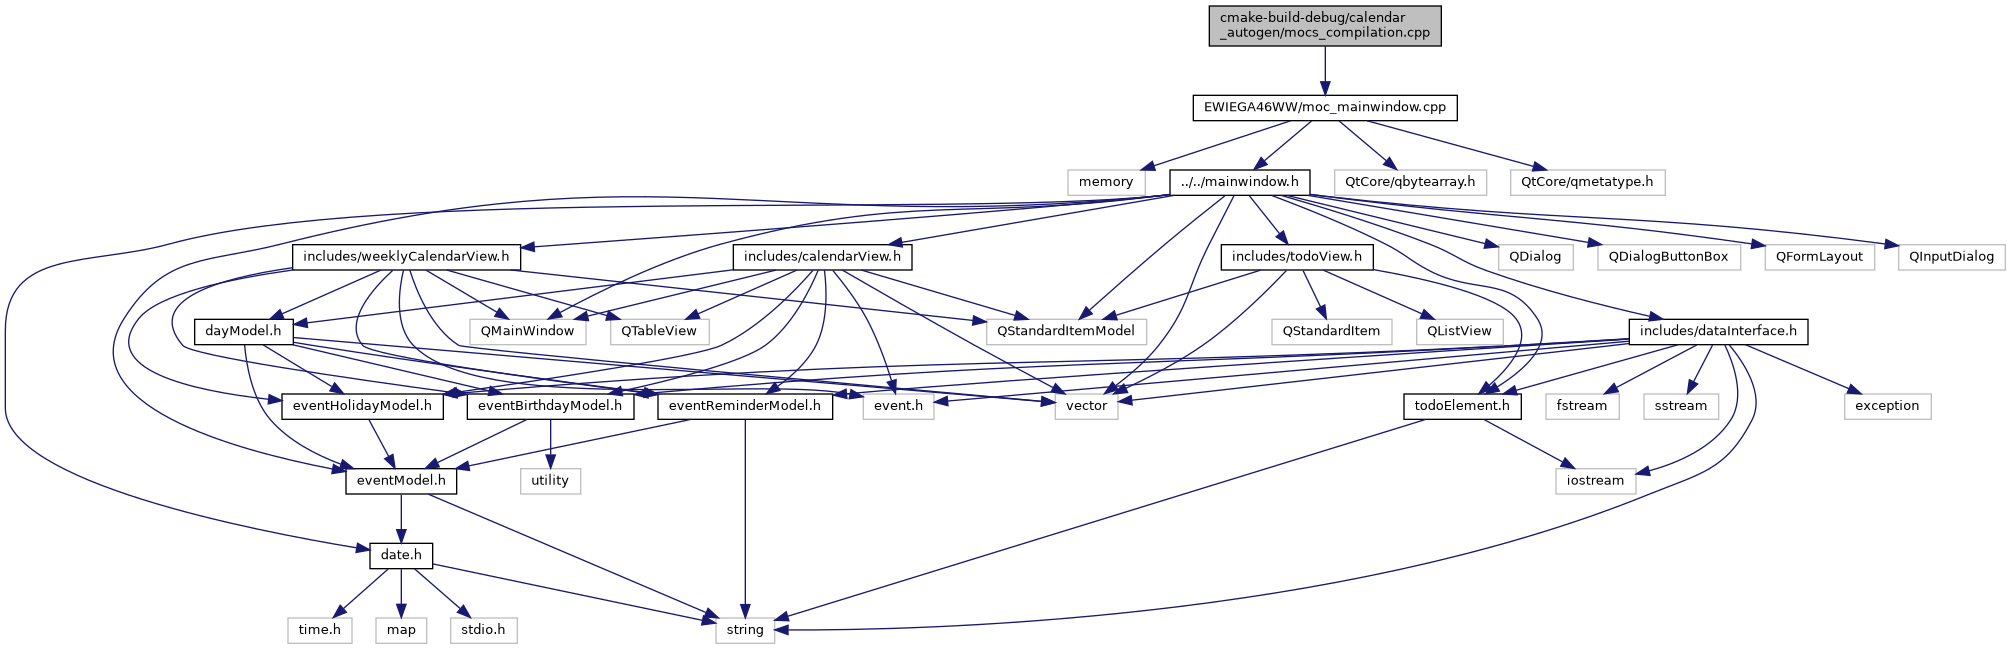 cmake-build-debug/calendar
_autogen/mocs_compilation.cpp
EWIEGA46WW/moc_mainwindow.cpp
memory
../../mainwindow.h
QtCore/qbytearray.h
QtCore/qmetatype.h
includes/weeklyCalendarView.h
includes/calendarView.h
includes/todoView.h
QDialog
QDialogButtonBox
QFormLayout
QInputDialog
dayModel.h
QMainWindow
QTableView
QStandardItemModel
QStandardItem
QListView
includes/dataInterface.h
eventHolidayModel.h
eventBirthdayModel.h
eventReminderModel.h
event.h
vector
todoElement.h
fstream
sstream
exception
eventModel.h
utility
iostream
date.h
time.h
map
stdio.h
string